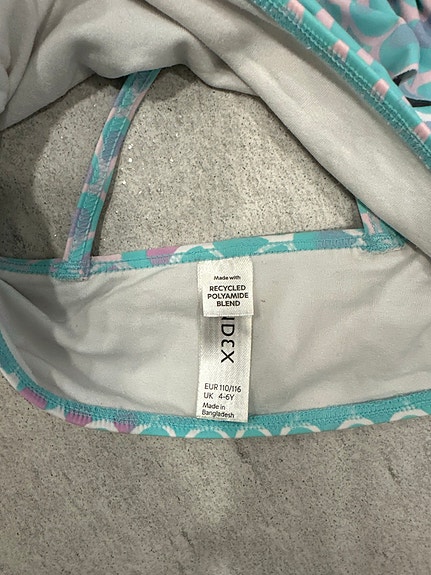 Made with
RECYCLED
POLYAMIDE
BLEND
EUR 110/116
UK 4-6Y
Made in
Bangladesh